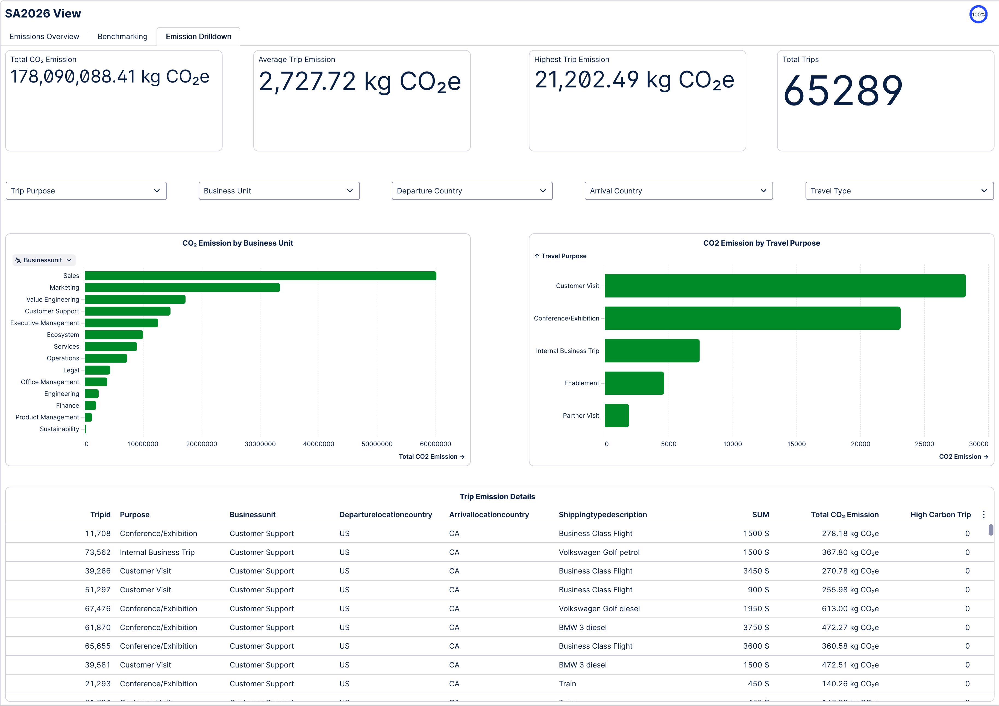 SA2026 View
100%
Emissions Overview
Benchmarking
Emission Drilldown
Total CO₂ Emission
178,090,088.41 kg CO₂e
Average Trip Emission
2,727.72 kg CO₂e
Highest Trip Emission
21,202.49 kg CO₂e
Total Trips
65289
Trip Purpose
Business Unit
Departure Country
Arrival Country
Travel Type
CO₂ Emission by Business Unit
Businessunit
Sales
Marketing
Value Engineering
Customer Support
Executive Management
Ecosystem
Services
Operations
Legal
Office Management
Engineering
Finance
Product Management
Sustainability
0 10000000 20000000 30000000 40000000 50000000 60000000
Total CO2 Emission →
CO2 Emission by Travel Purpose
↑ Travel Purpose
Customer Visit
Conference/Exhibition
Internal Business Trip
Enablement
Partner Visit
0 5000 10000 15000 20000 25000 30000
CO2 Emission →
Trip Emission Details
Tripid Purpose Businessunit Departurelocationcountry Arrivallocationcountry Shippingtypedescription SUM Total CO₂ Emission High Carbon Trip
11,708 Conference/Exhibition Customer Support US CA Business Class Flight 1500 $ 278.18 kg CO₂e 0
73,562 Internal Business Trip Customer Support US CA Volkswagen Golf petrol 1500 $ 367.80 kg CO₂e 0
39,266 Customer Visit Customer Support US CA Business Class Flight 3450 $ 270.78 kg CO₂e 0
51,297 Customer Visit Customer Support US CA Business Class Flight 900 $ 255.98 kg CO₂e 0
67,476 Conference/Exhibition Customer Support US CA Volkswagen Golf diesel 1950 $ 613.00 kg CO₂e 0
61,870 Conference/Exhibition Customer Support US CA BMW 3 diesel 3750 $ 472.27 kg CO₂e 0
65,655 Conference/Exhibition Customer Support US CA Business Class Flight 3600 $ 360.58 kg CO₂e 0
39,581 Customer Visit Customer Support US CA BMW 3 diesel 1500 $ 472.51 kg CO₂e 0
21,293 Conference/Exhibition Customer Support US CA Train 450 $ 140.26 kg CO₂e 0